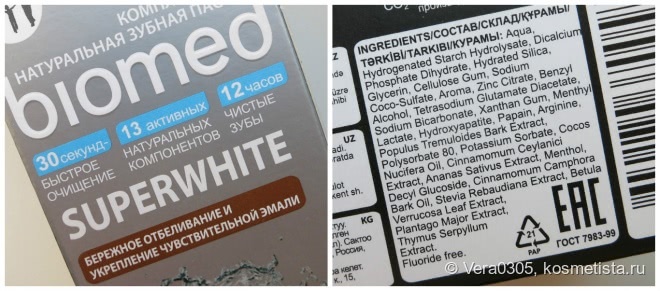 НАТУРАЛЬНАЯ ЗУБНАЯ
biomed
30 секунд-
БЫСТРОЕ
ОЧИЩЕНИЕ
13 активных
НАТУРАЛЬНЫХ
КОМПОНЕНТОВ
12 часов
ЧИСТЫЕ
ЗУБЫ
SUPERWHITE
БЕРЕЖНОЕ ОТБЕЛИВАНИЕ И
УКРЕПЛЕНИЕ ЧУВСТВИТЕЛЬНОЙ ЭМАЛИ
CO₂
INGREDIENTS/СОСТАВ/СКЛАД/ҚҰРАМЫ/
TƏRKİBİ/TARKIBI/КУРАМЫ: Aqua,
Hydrogenated Starch Hydrolysate, Dicalcium
Phosphate Dihydrate, Hydrated Silica,
Glycerin, Cellulose Gum, Sodium
Coco-Sulfate, Aroma, Zinc Citrate, Benzyl
Alcohol, Tetrasodium Glutamate Diacetate,
Sodium Bicarbonate, Xanthan Gum, Menthyl
Lactate, Hydroxyapatite, Papain, Arginine,
Populus Tremuloides Bark Extract,
Polysorbate 80, Potassium Sorbate, Cocos
Nucifera Oil, Cinnamomum Ceylanici
Extract, Ananas Sativus Extract, Menthol,
Decyl Glucoside, Cinnamomum Camphora
Bark Oil, Stevia Rebaudiana Extract, Betula
Verrucosa Leaf Extract,
Plantago Major Extract,
Thymus Serpyllum
Extract.
Fluoride free.
UZ
KG
21
PAP
ЕАС
ГОСТ 7983-99
© Vera0305, kosmetista.ru